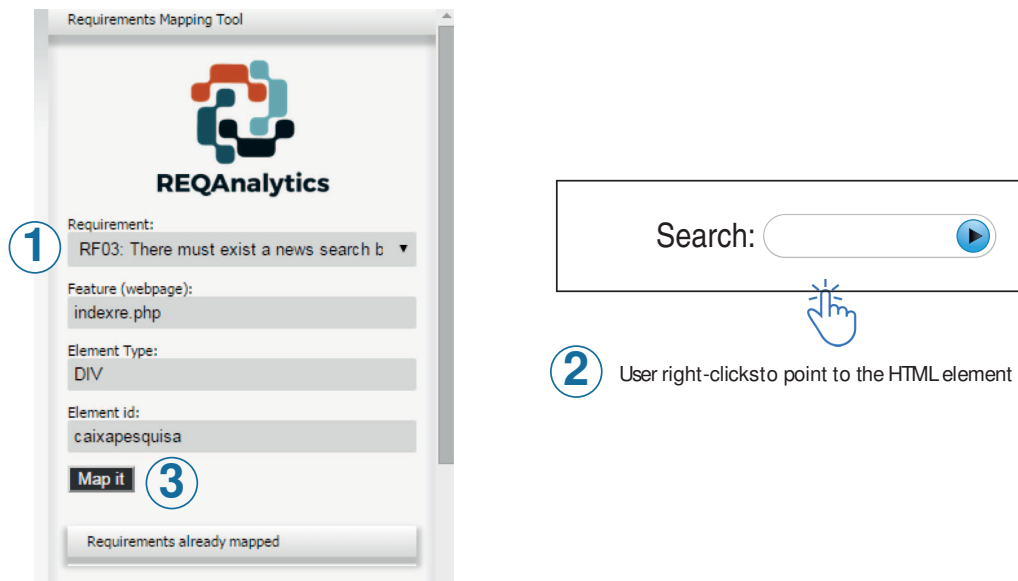 Requirements Mapping Tool
REQAnalytics
Requirement:
1
RF03: There must exist a news search b
Feature (webpage):
indexre.php
Element Type:
DIV
Element id:
caixapesquisa
Map it
3
Requirements already mapped
Search:
2
User right-clicksto point to the HTML element